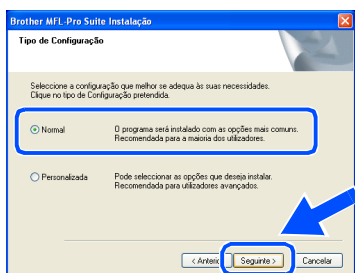 Brother MFL-Pro Suite Instalação
Tipo de Configuração
Seleccione a configuração que melhor se adequa às suas necessidades.
Clique no tipo de Configuração pretendida.
Normal
O programa será instalado com as opções mais comuns.
Recomendada para a maioria dos utilizadores.
Personalizada
Pode seleccionar as opções que deseja instalar.
Recomendada para utilizadores avançados.
< Anterio Seguinte > Cancelar